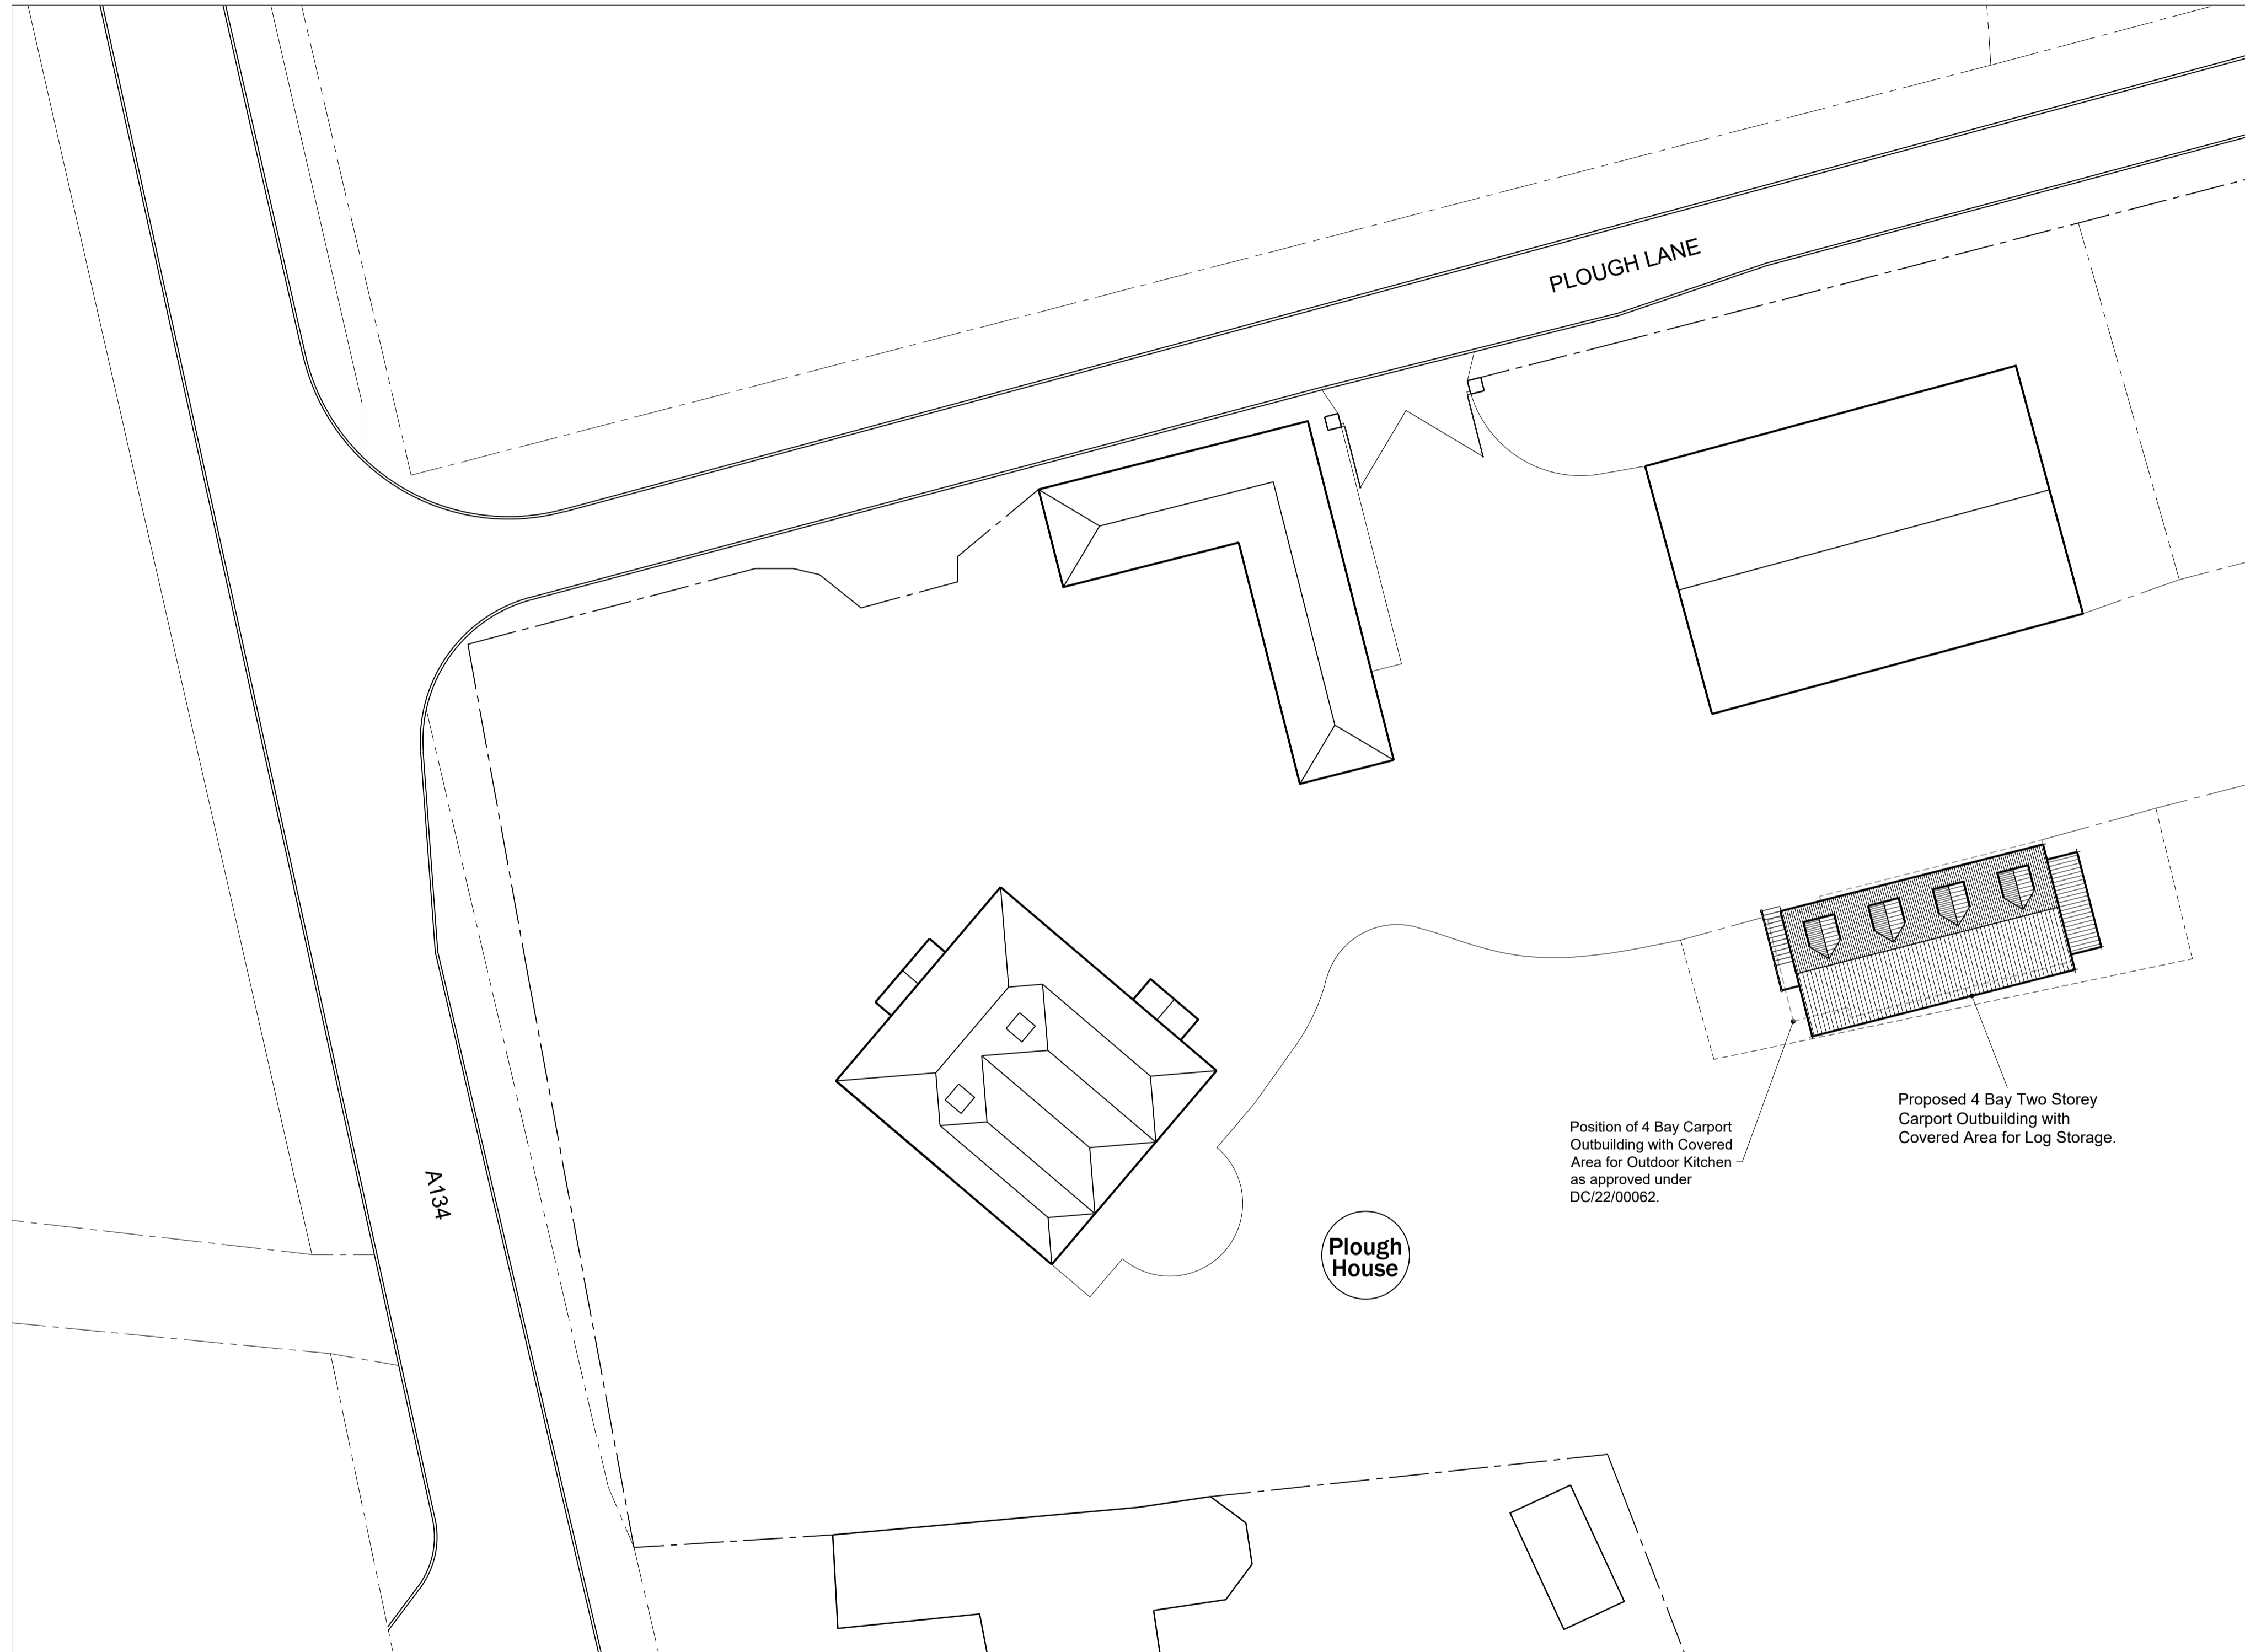 PLOUGH LANE
A134
Position of 4 Bay Carport
Outbuilding with Covered
Area for Outdoor Kitchen
as approved under
DC/22/00062.
Proposed 4 Bay Two Storey
Carport Outbuilding with
Covered Area for Log Storage.
Plough
House